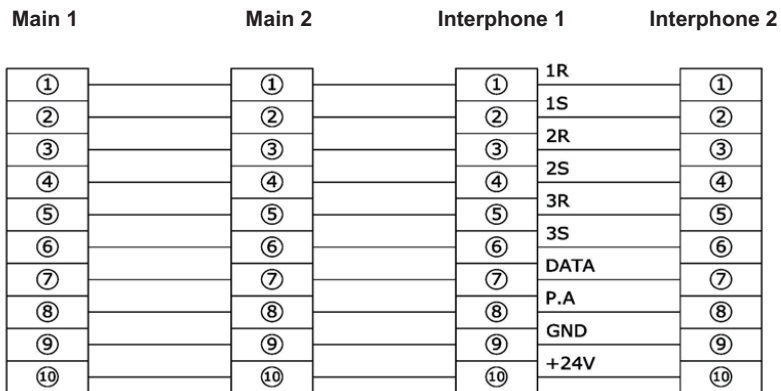 Main 1 Main 2 Interphone 1 Interphone 2
1R
① ① ① ①
1S
② ② ② ②
2R
③ ③ ③ ③
2S
④ ④ ④ ④
3R
⑤ ⑤ ⑤ ⑤
3S
⑥ ⑥ ⑥ ⑥
DATA
⑦ ⑦ ⑦ ⑦
P.A
⑧ ⑧ ⑧ ⑧
GND
⑨ ⑨ ⑨ ⑨
+24V
⑩ ⑩ ⑩ ⑩